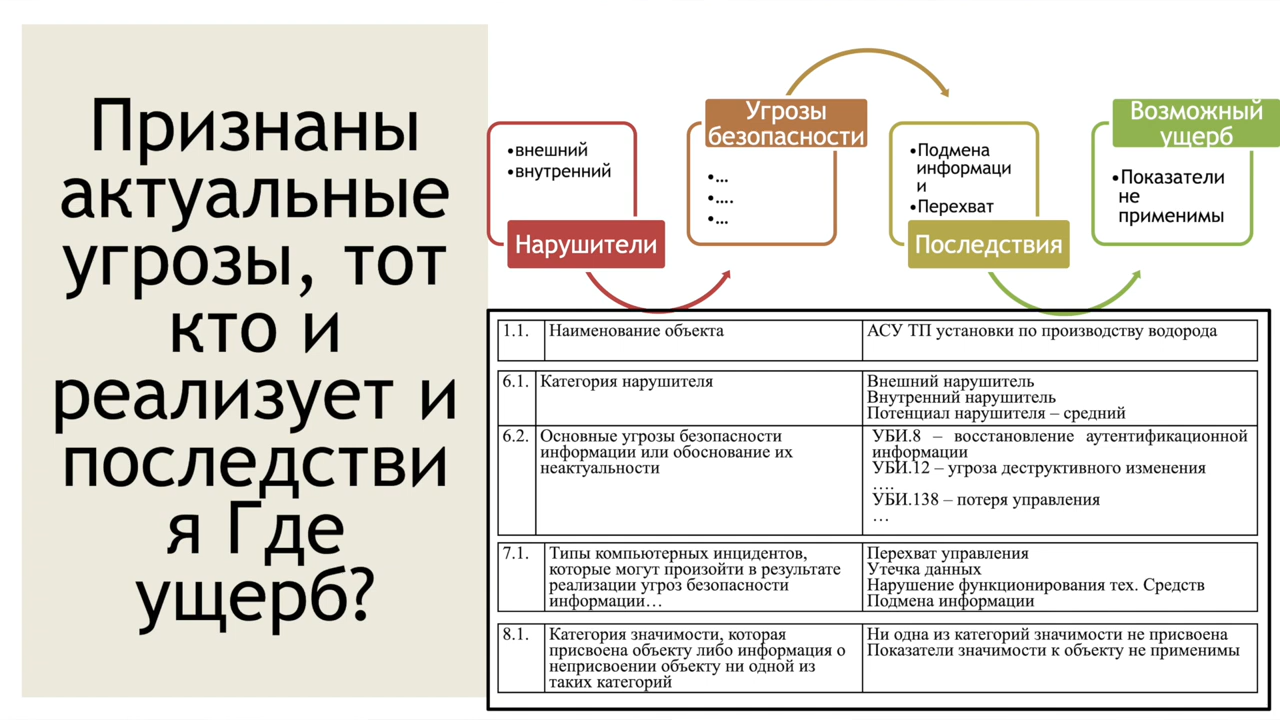 Признаны
актуальные
угрозы, тот
кто и
реализует и
последстви
я Где
ущерб?
•внешний
•внутренний
Нарушители
Угрозы
безопасности
•…
•….
•…
•Подмена
информаци
и
•Перехват
Последствия
Возможный
ущерб
•Показатели
не
применимы
1.1. Наименование объекта
АСУ ТП установки по производству водорода
6.1. Категория нарушителя
Внешний нарушитель
Внутренний нарушитель
Потенциал нарушителя – средний
6.2. Основные угрозы безопасности
информации или обоснование их
неактуальности
УБИ.8 – восстановление аутентификационной
информации
УБИ.12 – угроза деструктивного изменения
….
УБИ.138 – потеря управления
…
7.1. Типы компьютерных инцидентов,
которые могут произойти в результате
реализации угроз безопасности
информации…
Перехват управления
Утечка данных
Нарушение функционирования тех. Средств
Подмена информации
8.1. Категория значимости, которая
присвоена объекту либо информация о
неприсвоении объекту ни одной из
таких категорий
Ни одна из категорий значимости не присвоена
Показатели значимости к объекту не применимы